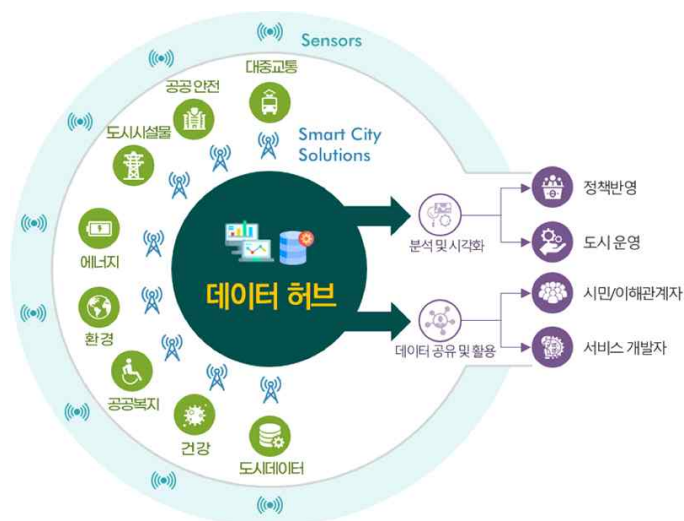 Sensors
대중교통
공공 안전
Smart City
Solutions
도시시설물
정책반영
분석 및 시각화
도시 운영
에너지
데이터 허브
시민/이해관계자
환경
데이터 공유 및 활용
서비스 개발자
공공복지
건강
도시데이터